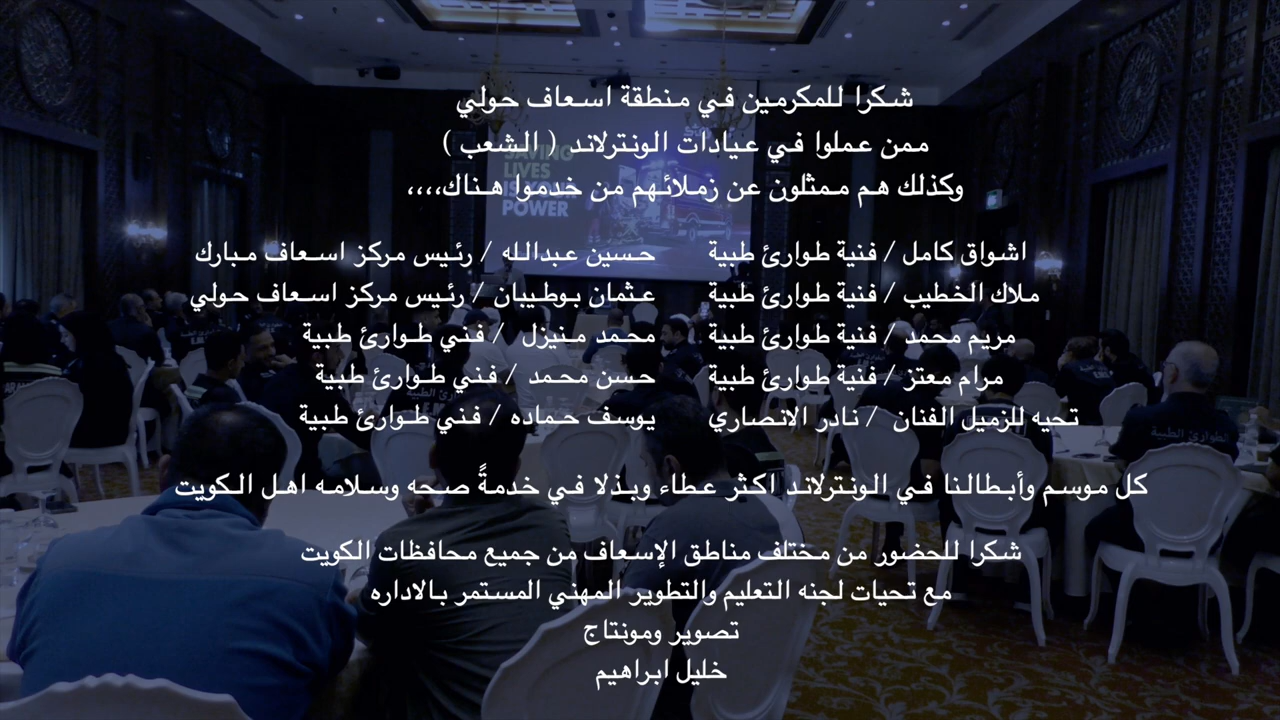 شكرا للمكرمين في منطقة اسعاف حولي
ممن عملوا في عيادات الونترلاند ( الشعب )
وكذلك هم ممثلون عن زملائهم من خدموا هناك،،،،
SAVING
LIVES
POWER
اشواق كامل / فنية طوارئ طبية
ملاك الخطيب / فنية طوارئ طبية
مريم محمد / فنية طوارئ طبية
مرام معتز / فنية طوارئ طبية
تحيه للزميل الفنان / نادر الانصاري
حسين عبدالله / رئيس مركز اسعاف مبارك
عثمان بوطيبان / رئيس مركز اسعاف حولي
محمد منيزل / فني طوارئ طبية
حسن محمد / فني طوارئ طبية
يوسف حماده / فني طوارئ طبية
الطوارئ الطبية
كل موسم وأبطالنا في الونترلاند اكثر عطاء وبذلا في خدمةً صحه وسلامه اهل الكويت
شكرا للحضور من مختلف مناطق الإسعاف من جميع محافظات الكويت
مع تحيات لجنه التعليم والتطوير المهني المستمر بالاداره
تصوير ومونتاج
خليل ابراهيم